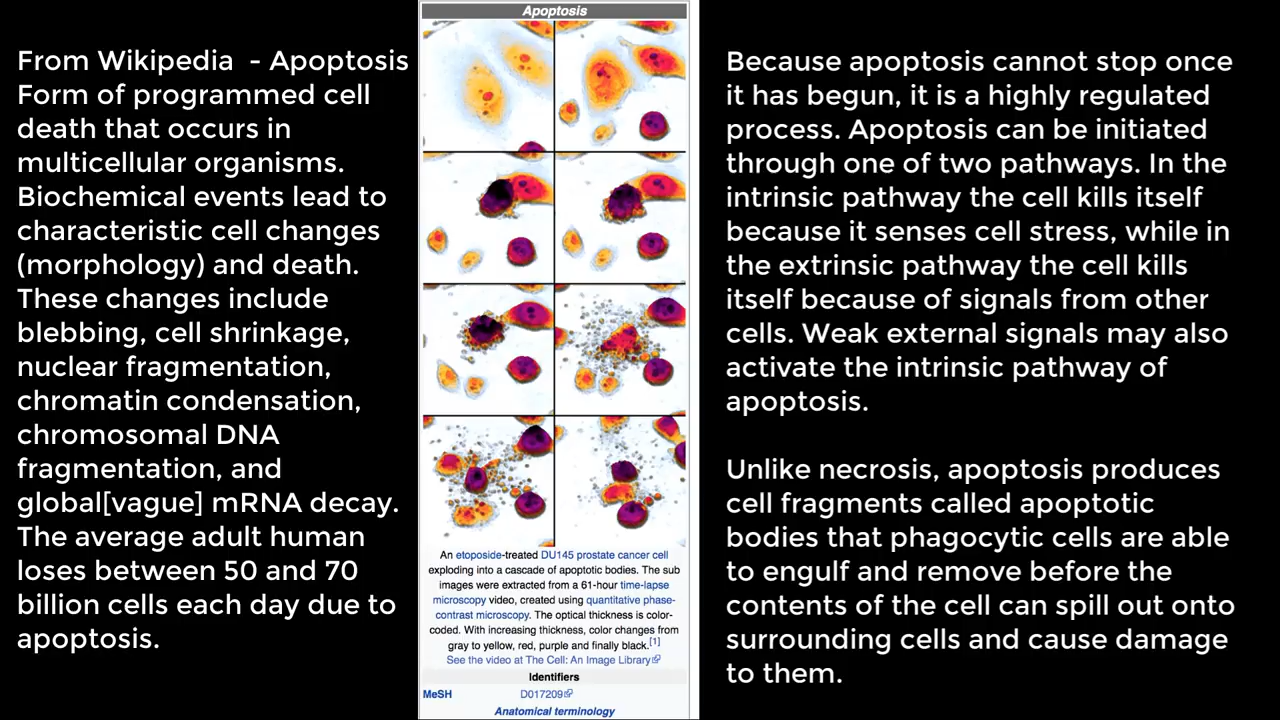 From Wikipedia - Apoptosis
Form of programmed cell
death that occurs in
multicellular organisms.
Biochemical events lead to
characteristic cell changes
(morphology) and death.
These changes include
blebbing, cell shrinkage,
nuclear fragmentation,
chromatin condensation,
chromosomal DNA
fragmentation, and
global[vague] mRNA decay.
The average adult human
loses between 50 and 70
billion cells each day due to
apoptosis.
Apoptosis
An etoposide-treated DU145 prostate cancer cell
exploding into a cascade of apoptotic bodies. The sub
images were extracted from a 61-hour time-lapse
microscopy video, created using quantitative phase-
contrast microscopy. The optical thickness is color-
coded. With increasing thickness, color changes from
gray to yellow, red, purple and finally black.[1]
See the video at The Cell: An Image Library
Identifiers
MeSH D017209
Anatomical terminology
Because apoptosis cannot stop once
it has begun, it is a highly regulated
process. Apoptosis can be initiated
through one of two pathways. In the
intrinsic pathway the cell kills itself
because it senses cell stress, while in
the extrinsic pathway the cell kills
itself because of signals from other
cells. Weak external signals may also
activate the intrinsic pathway of
apoptosis.
Unlike necrosis, apoptosis produces
cell fragments called apoptotic
bodies that phagocytic cells are able
to engulf and remove before the
contents of the cell can spill out onto
surrounding cells and cause damage
to them.